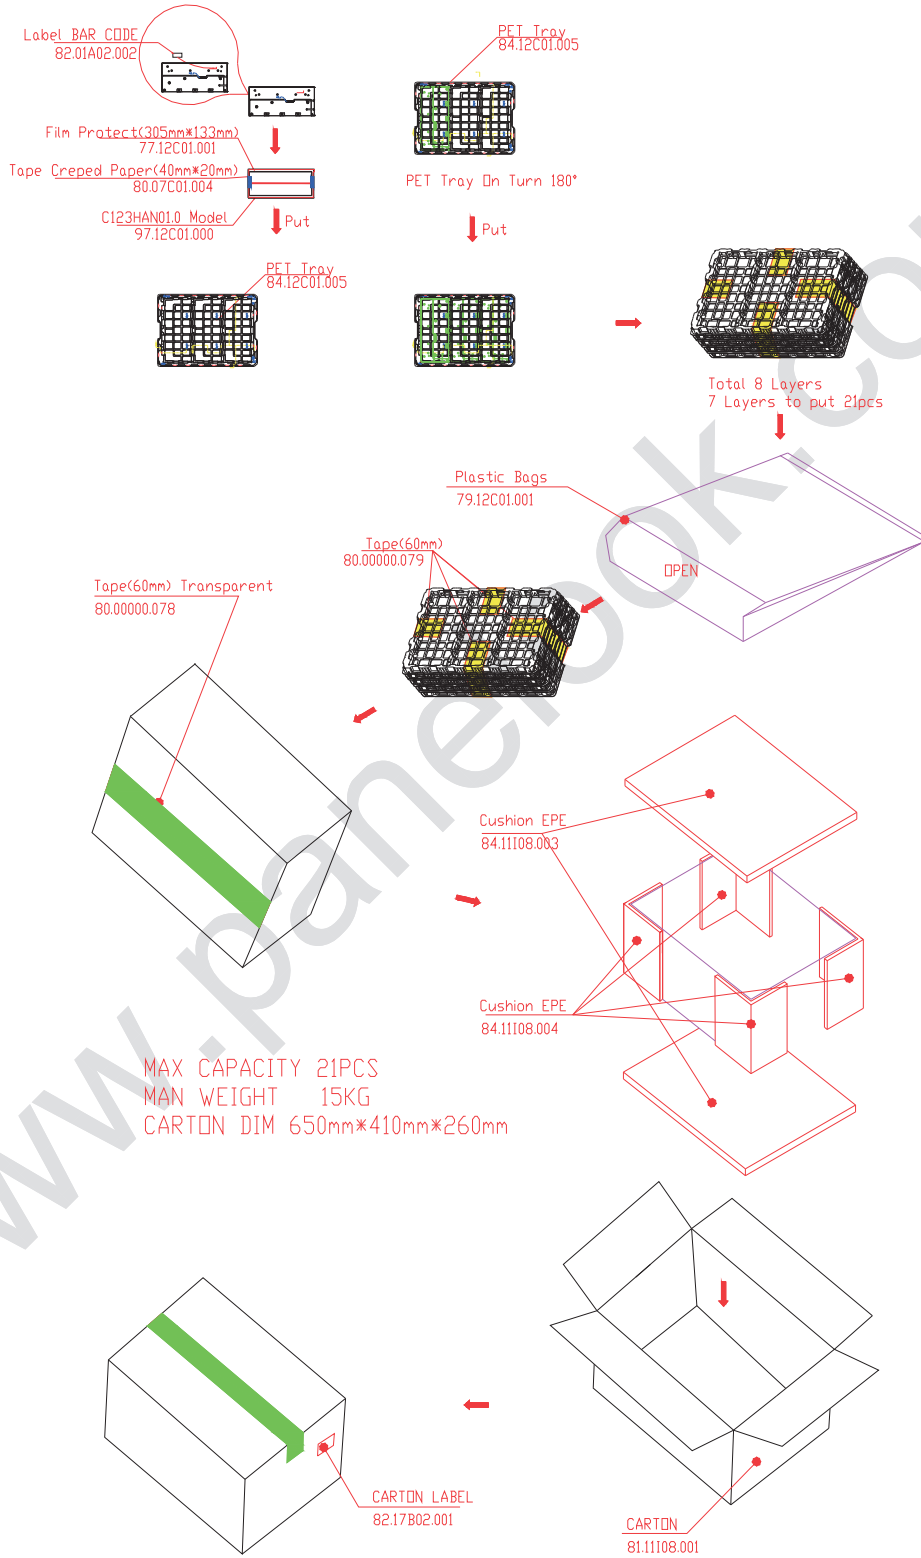 Label BAR CODE
82.01A02.002
PET Tray
84.12C01.005
Film Protect(305mm*133mm)
77.12C01.001
Tape Creped Paper(40mm*20mm)
80.07C01.004
PET Tray On Turn 180°
C123HAN01.0 Model
97.12C01.000
Put
Put
PET Tray
84.12C01.005
Total 8 Layers
7 Layers to put 21pcs
Plastic Bags
79.12C01.001
OPEN
Tape(60mm)
80.00000.079
Tape(60mm) Transparent
80.00000.078
Cushion EPE
84.11I08.003
Cushion EPE
84.11I08.004
MAX CAPACITY 21PCS
MAN WEIGHT 15KG
CARTON DIM 650mm*410mm*260mm
CARTON LABEL
82.17B02.001
CARTON
81.11I08.001
www.panelook.co